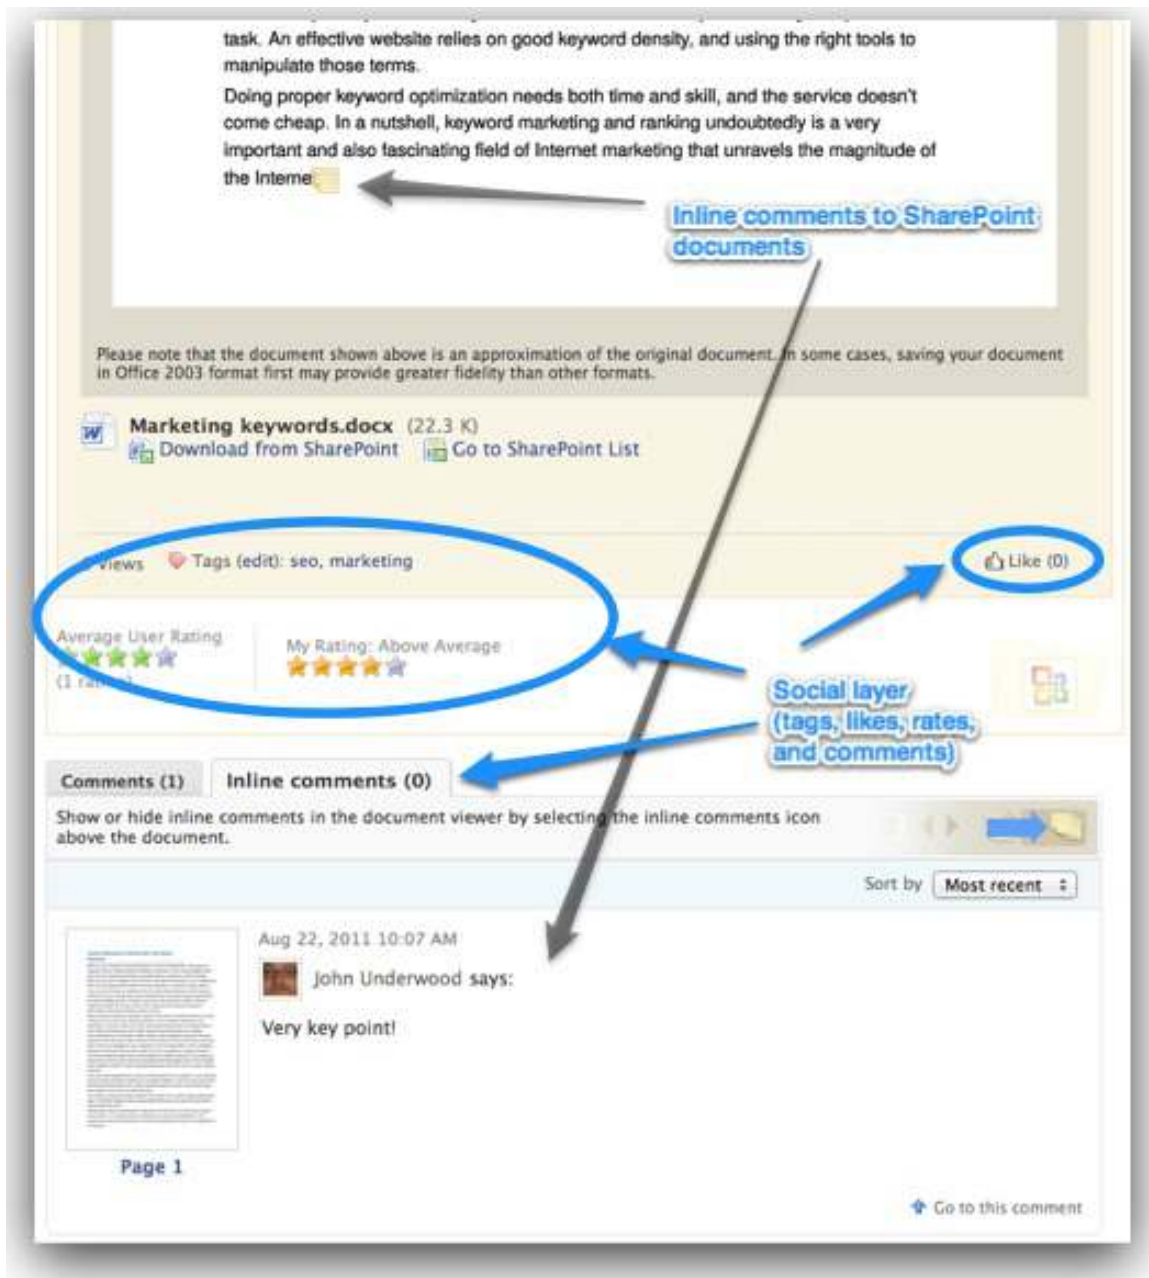 task. An effective website relies on good keyword density, and using the right tools to
manipulate those terms.
Doing proper keyword optimization needs both time and skill, and the service doesn't
come cheap. In a nutshell, keyword marketing and ranking undoubtedly is a very
important and also fascinating field of Internet marketing that unravels the magnitude of
the Interne
Inline comments to SharePoint
documents
Please note that the document shown above is an approximation of the original document. In some cases, saving your document
in Office 2003 format first may provide greater fidelity than other formats.
Marketing keywords.docx (22.3 K)
Download from SharePoint Go to SharePoint List
Views Tags (edit): seo, marketing
Like (0)
Average User Rating
(1 rating)
My Rating: Above Average
Social layer
(tags, likes, rates,
and comments)
Comments (1) Inline comments (0)
Show or hide inline comments in the document viewer by selecting the inline comments icon
above the document.
Sort by Most recent
Aug 22, 2011 10:07 AM
John Underwood says:
Very key point!
Page 1
Go to this comment